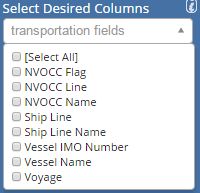 Select Desired Columns
transportation fields
[Select All]
NVOCC Flag
NVOCC Line
NVOCC Name
Ship Line
Ship Line Name
Vessel IMO Number
Vessel Name
Voyage